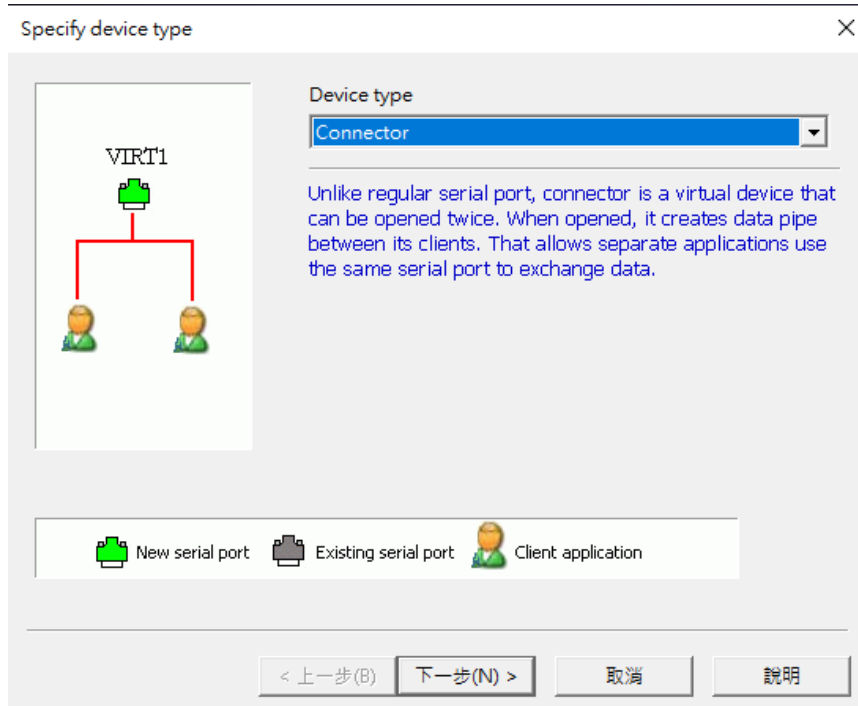 Specify device type
Device type
Connector
VIRT1
Unlike regular serial port, connector is a virtual device that
can be opened twice. When opened, it creates data pipe
between its clients. That allows separate applications use
the same serial port to exchange data.
New serial port Existing serial port Client application
< 上一步(B) 下一步(N) > 取消 說明